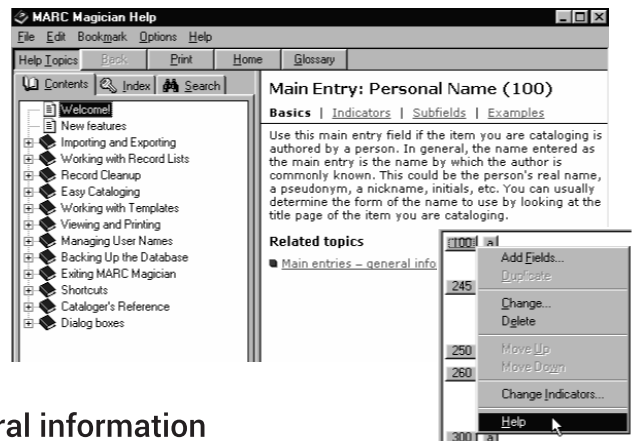 MARC Magician Help
File Edit Bookmark Options Help
Help Topics Back Print Home Glossary
Contents Index Search
Welcome!
New features
Importing and Exporting
Working with Record Lists
Record Cleanup
Easy Cataloging
Working with Templates
Viewing and Printing
Managing User Names
Backing Up the Database
Exiting MARC Magician
Shortcuts
Cataloger's Reference
Dialog boxes
Main Entry: Personal Name (100)
Basics | Indicators | Subfields | Examples
Use this main entry field if the item you are cataloging is
authored by a person. In general, the name entered as
the main entry is the name by which the author is
commonly known. This could be the person's real name,
a pseudonym, a nickname, initials, etc. You can usually
determine the form of the name to use by looking at the
title page of the item you are cataloging.
Related topics
Main entries – general info
100 a
245
250
260
300 a
Add Fields...
Duplicate
Change...
Delete
Move Up
Move Down
Change Indicators...
Help
ral information